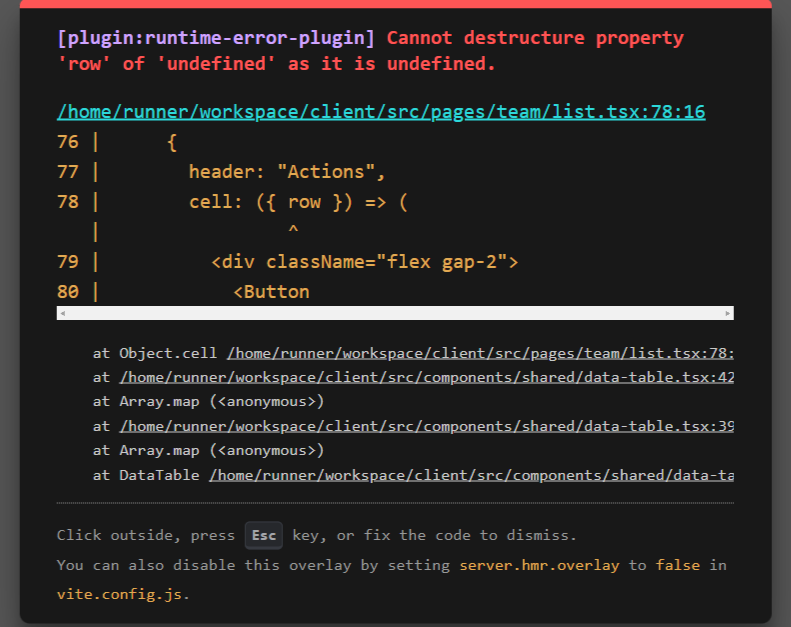 [plugin:runtime-error-plugin] Cannot destructure property
'row' of 'undefined' as it is undefined.
/home/runner/workspace/client/src/pages/team/list.tsx:78:16
76 |      {
77 |        header: "Actions",
78 |        cell: ({ row }) => (
   |                 ^
79 |          <div className="flex gap-2">
80 |            <Button
at Object.cell /home/runner/workspace/client/src/pages/team/list.tsx:78:
at /home/runner/workspace/client/src/components/shared/data-table.tsx:42
at Array.map (<anonymous>)
at /home/runner/workspace/client/src/components/shared/data-table.tsx:39
at Array.map (<anonymous>)
at DataTable /home/runner/workspace/client/src/components/shared/data-ta
Click outside, press Esc key, or fix the code to dismiss.
You can also disable this overlay by setting server.hmr.overlay to false in
vite.config.js.